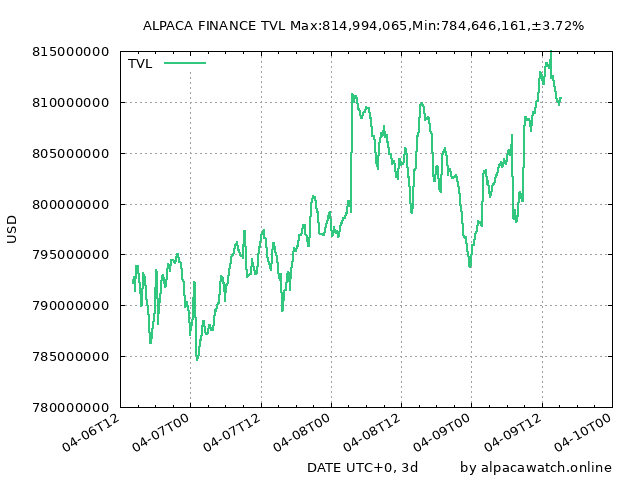 ALPACA FINANCE TVL Max:814,994,065,Min:784,646,161,±3.72%
TVL
815000000
810000000
805000000
800000000
795000000
790000000
785000000
780000000
USD
04-06T12
04-07T00
04-07T12
04-08T00
04-08T12
04-09T00
04-09T12
04-10T00
DATE UTC+0, 3d
by alpacawatch.online